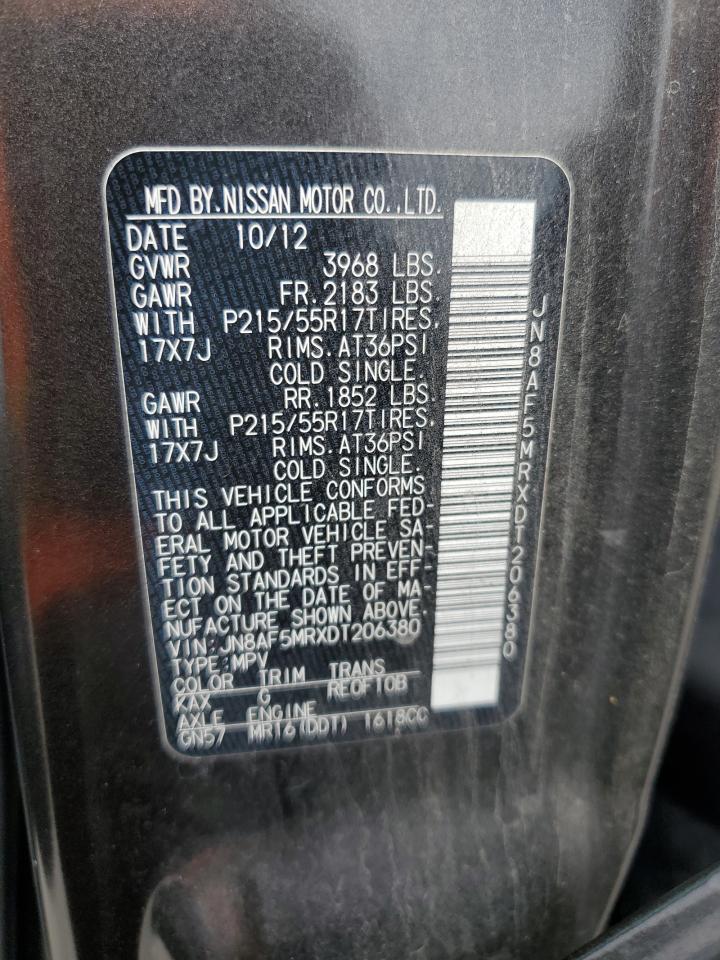 MFD BY.NISSAN MOTOR CO.,LTD.
DATE 10/12
GVWR 3968 LBS.
GAWR FR.2183 LBS.
WITH P215/55R17TIRES.
17X7J RIMS.AT36PSI
COLD SINGLE.
GAWR RR.1852 LBS.
WITH P215/55R17TIRES.
17X7J RIMS.AT36PSI
COLD SINGLE.
THIS VEHICLE CONFORMS
TO ALL APPLICABLE FED-
ERAL MOTOR VEHICLE SA-
FETY AND THEFT PREVEN-
TION STANDARDS IN EFF-
ECT ON THE DATE OF MA-
NUFACTURE SHOWN ABOVE.
VIN:JN8AF5MRXDT206380
TYPE:MPV
COLOR TRIM TRANS
KAX G RE0F10B
AXLE ENGINE
GN57 MR16(DDT) 1618CC
JN8AF5MRXDT206380